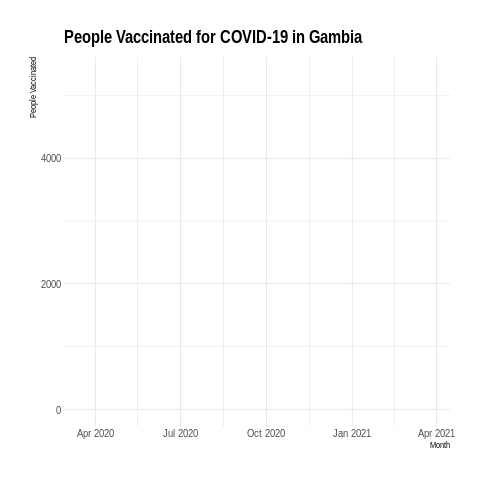 People Vaccinated for COVID-19 in Gambia
People Vaccinated
4000
2000
0
Apr 2020 Jul 2020 Oct 2020 Jan 2021 Apr 2021
Month